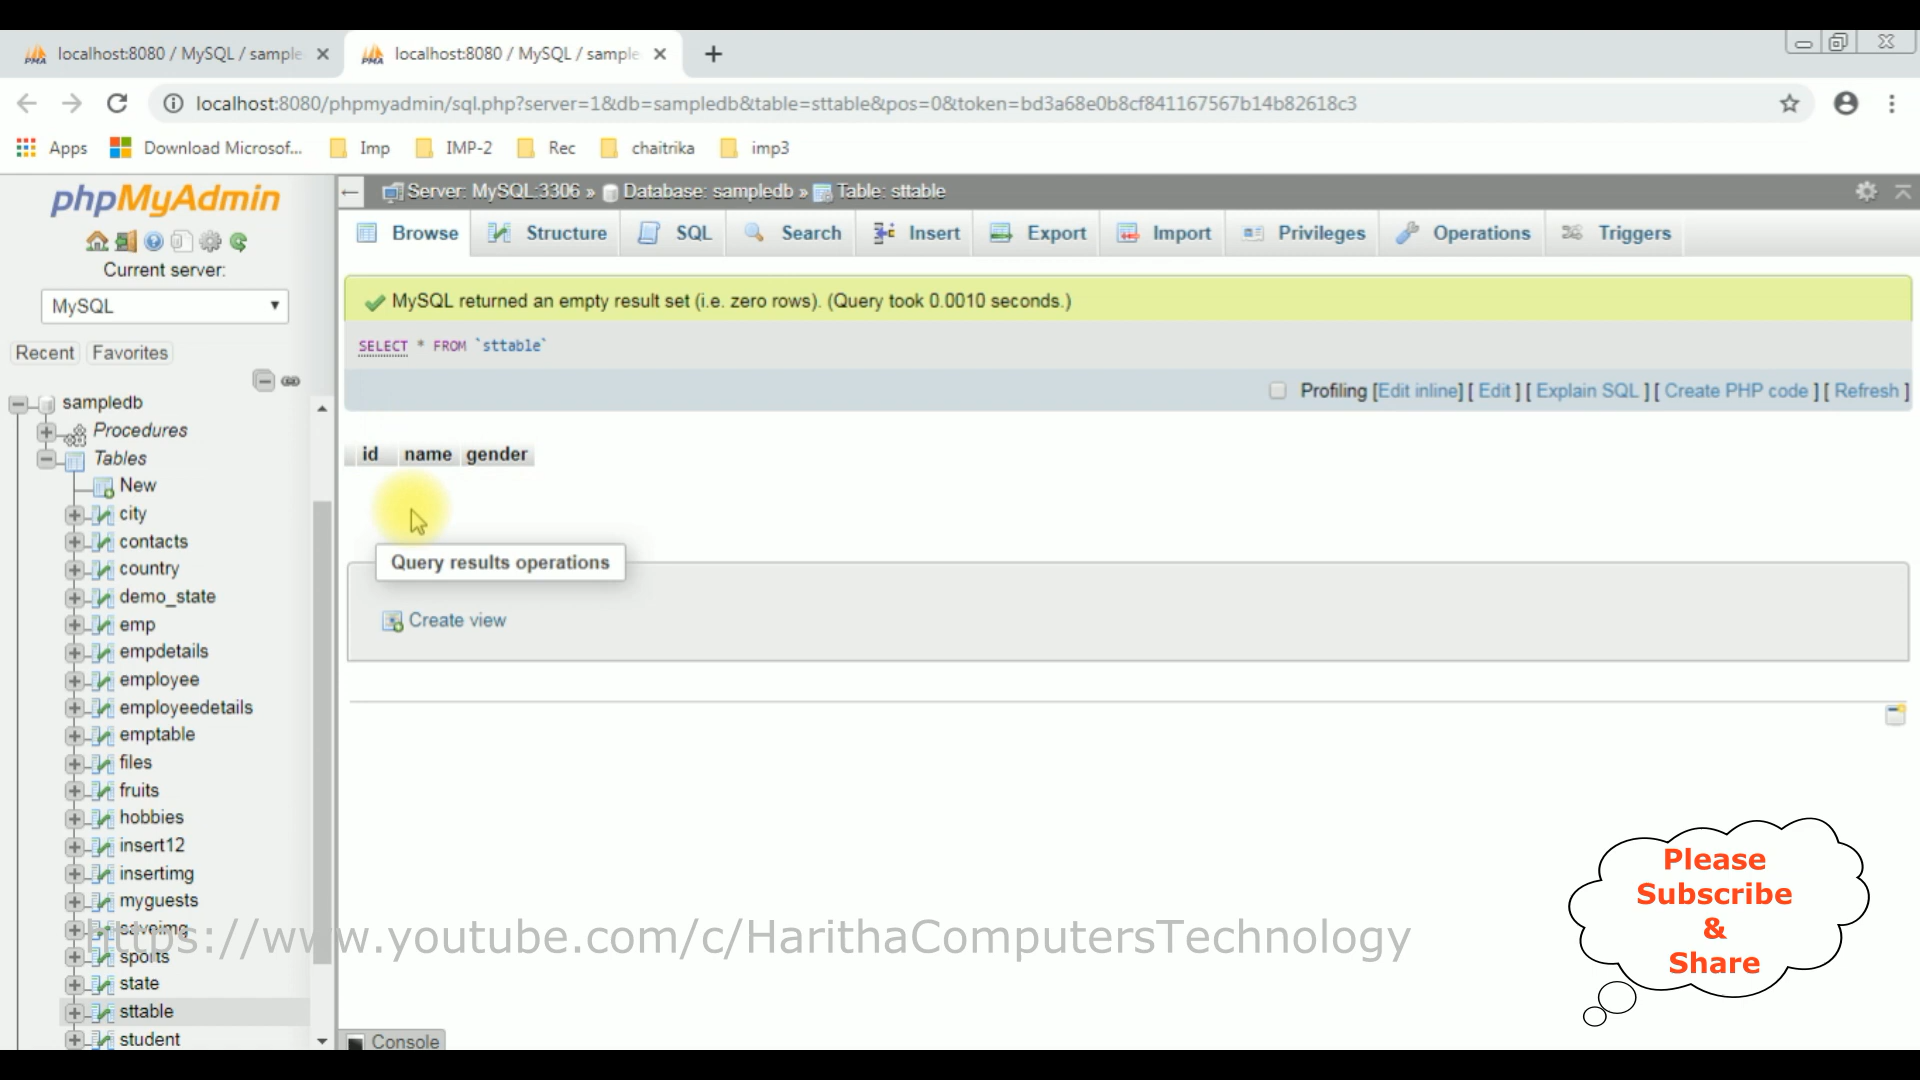 localhost:8080 / MySQL / sample
localhost:8080 / MySQL / sample
localhost:8080/phpmyadmin/sql.php?server=1&db=sampledb&table=sttable&pos=0&token=bd3a68e0b8cf841167567b14b82618c3
Apps
Download Microsof...
Imp
IMP-2
Rec
chaitrika
imp3
phpMyAdmin
Current server:
MySQL
Recent
Favorites
sampledb
Procedures
Tables
New
city
contacts
country
demo_state
emp
empdetails
employee
employeedetails
emptable
files
fruits
hobbies
insert12
insertimg
myguests
saveimg
sports
state
sttable
student
Server: MySQL:3306 » Database: sampledb » Table: sttable
Browse
Structure
SQL
Search
Insert
Export
Import
Privileges
Operations
Triggers
MySQL returned an empty result set (i.e. zero rows). (Query took 0.0010 seconds.)
SELECT * FROM `sttable`
Profiling [Edit inline] [ Edit ] [ Explain SQL ] [ Create PHP code ] [ Refresh ]
id name gender
Query results operations
Create view
Console
https://www.youtube.com/c/HarithaComputersTechnology
Please
Subscribe
&
Share